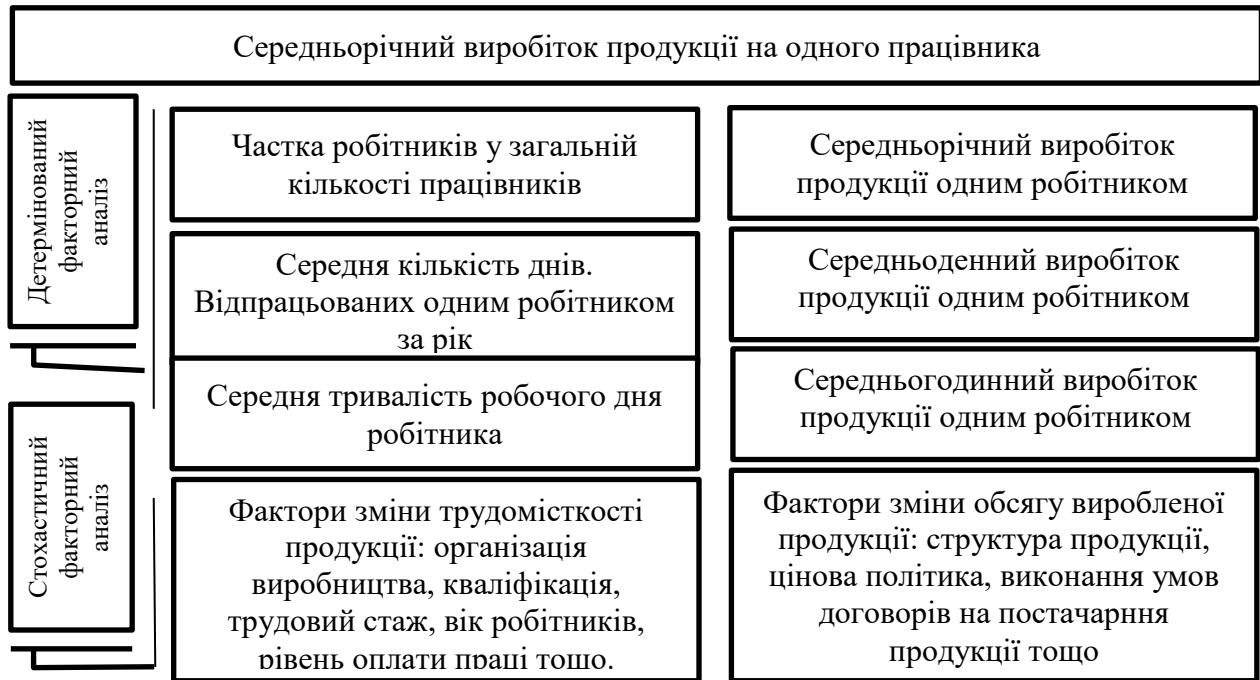 Середньорічний виробіток продукції на одного працівника
Детермінований
факторний
аналіз
Частка робітників у загальній
кількості працівників
Середньорічний виробіток
продукції одним робітником
Середня кількість днів.
Відпрацьованих одним робітником
за рік
Середньоденний виробіток
продукції одним робітником
Середня тривалість робочого дня
робітника
Середньогодинний виробіток
продукції одним робітником
Стохастичний
факторний
аналіз
Фактори зміни трудомісткості
продукції: організація
виробництва, кваліфікація,
трудовий стаж, вік робітників,
рівень оплати праці тощо.
Фактори зміни обсягу виробленої
продукції: структура продукції,
цінова політика, виконання умов
договорів на постачарння
продукції тощо